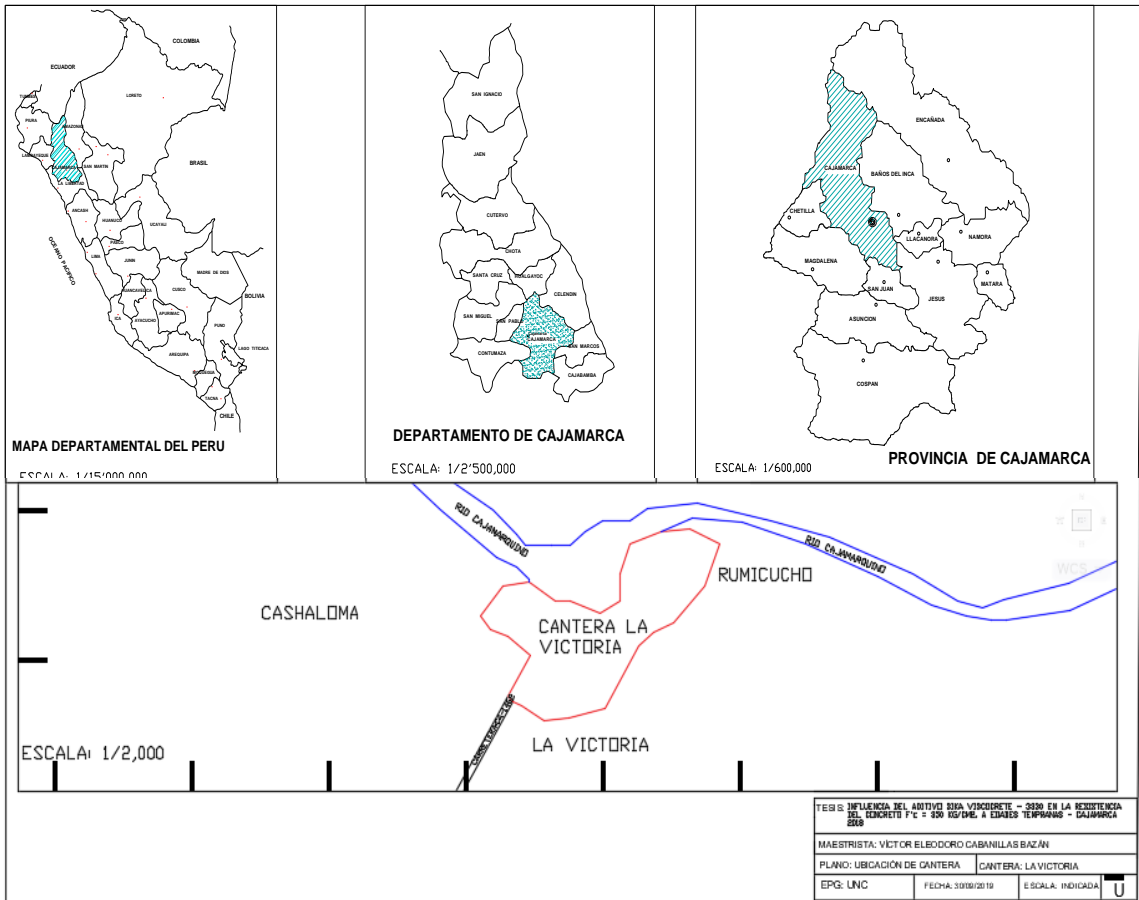 COLOMBIA
ECUADOR
TUMBES
LORETO
PIURA
AMAZONAS
LAMBAYEQUE
CAJAMARCA
SAN MARTIN
BRASIL
LA LIBERTAD
ANCASH
HUANUCO
UCAYALI
PASCO
OCEANO PACIFICO
LIMA
JUNIN
MADRE DE DIOS
HUANCAVELICA
CUSCO
BOLIVIA
ICA
AYACUCHO
APURIMAC
PUNO
LAGO TITICACA
AREQUIPA
MOQUEGUA
TACNA
CHILE
MAPA DEPARTAMENTAL DEL PERU
ESCALA: 1/15'000,000
SAN IGNACIO
JAEN
CUTERVO
CHOTA
SANTA CRUZ
HUALGAYOC
CELENDIN
SAN MIGUEL
SAN PABLO
CAJAMARCA
SAN MARCOS
CONTUMAZA
CAJABAMBA
DEPARTAMENTO DE CAJAMARCA
ESCALA: 1/2'500,000
ENCAÑADA
CAJAMARCA
BAÑOS DEL INCA
CHETILLA
LLACANORA
NAMORA
MAGDALENA
MATARA
SAN JUAN
JESUS
ASUNCION
COSPAN
ESCALA: 1/600,000
PROVINCIA DE CAJAMARCA
RIO CAJAMARQUINO
RIO CAJAMARQUINO
WCS
RUMICUCHO
CASHALOMA
CANTERA LA
VICTORIA
LA VICTORIA
ESCALA: 1/2,000
TESIS: INFLUENCIA DEL ADITIVO SIKA VISCOCRETE - 3330 EN LA RESISTENCIA
DEL CONCRETO F'c = 350 KG/CM2, A EDADES TEMPRANAS - CAJAMARCA
2018
MAESTRISTA: VÍCTOR ELEODORO CABANILLAS BAZÁN
PLANO: UBICACIÓN DE CANTERA
CANTERA: LA VICTORIA
EPG: UNC
FECHA: 30/09/2019
ESCALA: INDICADA
U